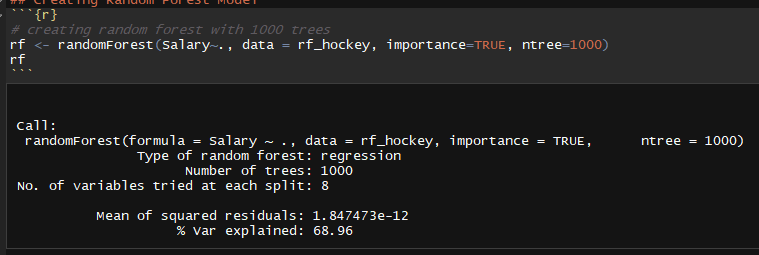 ## Creating Random Forest Model
```{r}
# creating random forest with 1000 trees
rf <- randomForest(Salary~., data = rf_hockey, importance=TRUE, ntree=1000)
rf
```
Call:
randomForest(formula = Salary ~ ., data = rf_hockey, importance = TRUE, ntree = 1000)
Type of random forest: regression
Number of trees: 1000
No. of variables tried at each split: 8
Mean of squared residuals: 1.847473e-12
% Var explained: 68.96